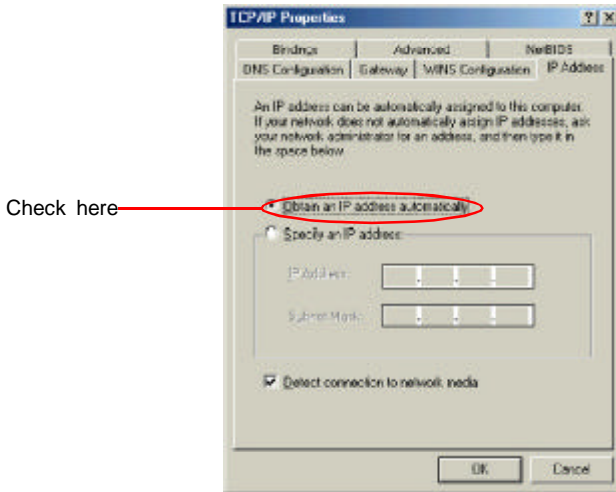 TCP/IP Properties
Bindings Advanced NetBIOS
DNS Configuration Gateway WINS Configuration IP Address
An IP address can be automatically assigned to this computer.
If your network does not automatically assign IP addresses, ask
your network administrator for an address, and then type it in
the space below.
Check here
Obtain an IP address automatically
Specify an IP address:
IP Address:
Subnet Mask:
Detect connection to network media
OK Cancel